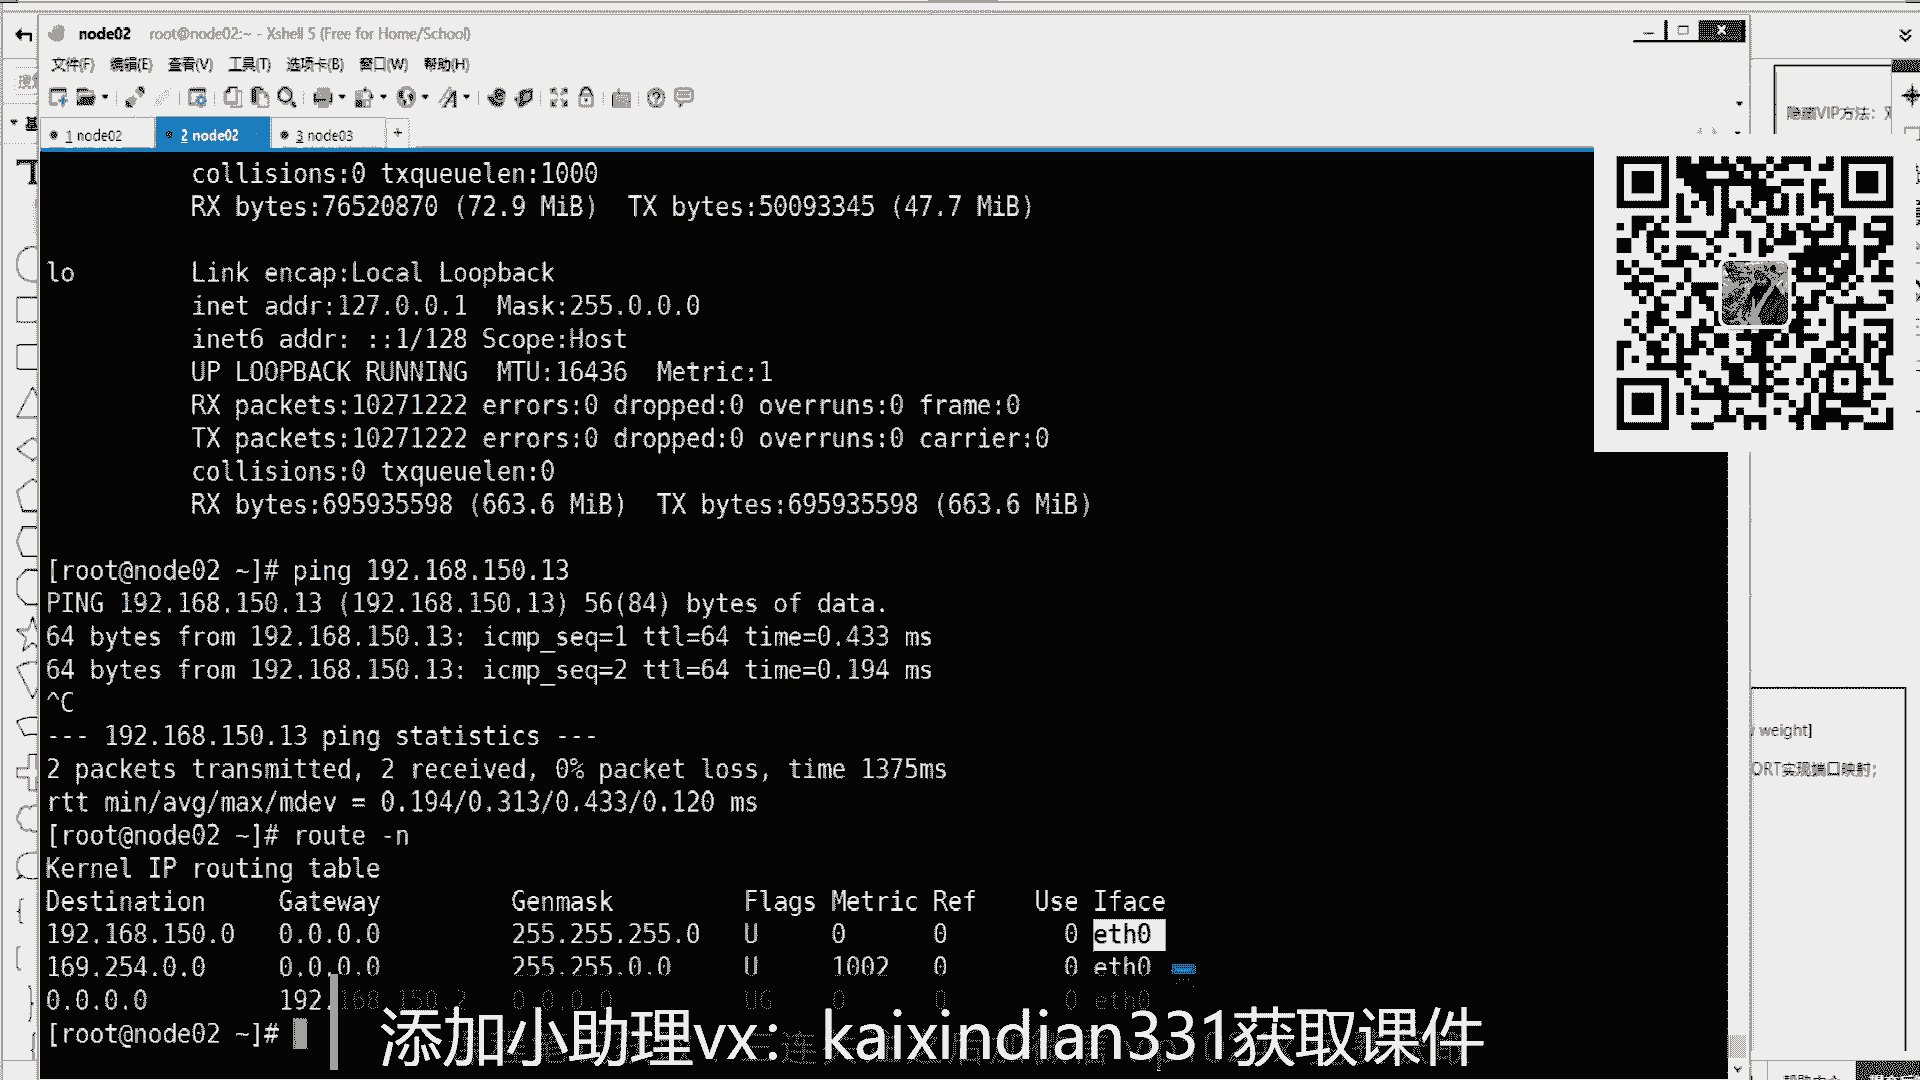 node02 root@node02:~ - Xshell 5 (Free for Home/School)
文件(F) 编辑(E) 查看(V) 工具(T) 选项卡(B) 窗口(W) 帮助(H)
1 node02 2 node02 3 node03 +
隐藏VIP方法:
collisions:0 txqueuelen:1000
RX bytes:76520870 (72.9 MiB) TX bytes:50093345 (47.7 MiB)
lo Link encap:Local Loopback
inet addr:127.0.0.1 Mask:255.0.0.0
inet6 addr: ::1/128 Scope:Host
UP LOOPBACK RUNNING MTU:16436 Metric:1
RX packets:10271222 errors:0 dropped:0 overruns:0 frame:0
TX packets:10271222 errors:0 dropped:0 overruns:0 carrier:0
collisions:0 txqueuelen:0
RX bytes:695935598 (663.6 MiB) TX bytes:695935598 (663.6 MiB)
[root@node02 ~]# ping 192.168.150.13
PING 192.168.150.13 (192.168.150.13) 56(84) bytes of data.
64 bytes from 192.168.150.13: icmp_seq=1 ttl=64 time=0.433 ms
64 bytes from 192.168.150.13: icmp_seq=2 ttl=64 time=0.194 ms
^C
--- 192.168.150.13 ping statistics ---
2 packets transmitted, 2 received, 0% packet loss, time 1375ms
rtt min/avg/max/mdev = 0.194/0.313/0.433/0.120 ms
[root@node02 ~]# route -n
Kernel IP routing table
Destination Gateway Genmask Flags Metric Ref Use Iface
192.168.150.0 0.0.0.0 255.255.255.0 U 0 0 0 eth0
169.254.0.0 0.0.0.0 255.255.0.0 U 1002 0 0 eth0
0.0.0.0 192.168.150.2 0.0.0.0 UG 0 0 0 eth0
[root@node02 ~]#
weight]
ORT实现端口映射;
添加小助理vx：kaixindian331获取课件